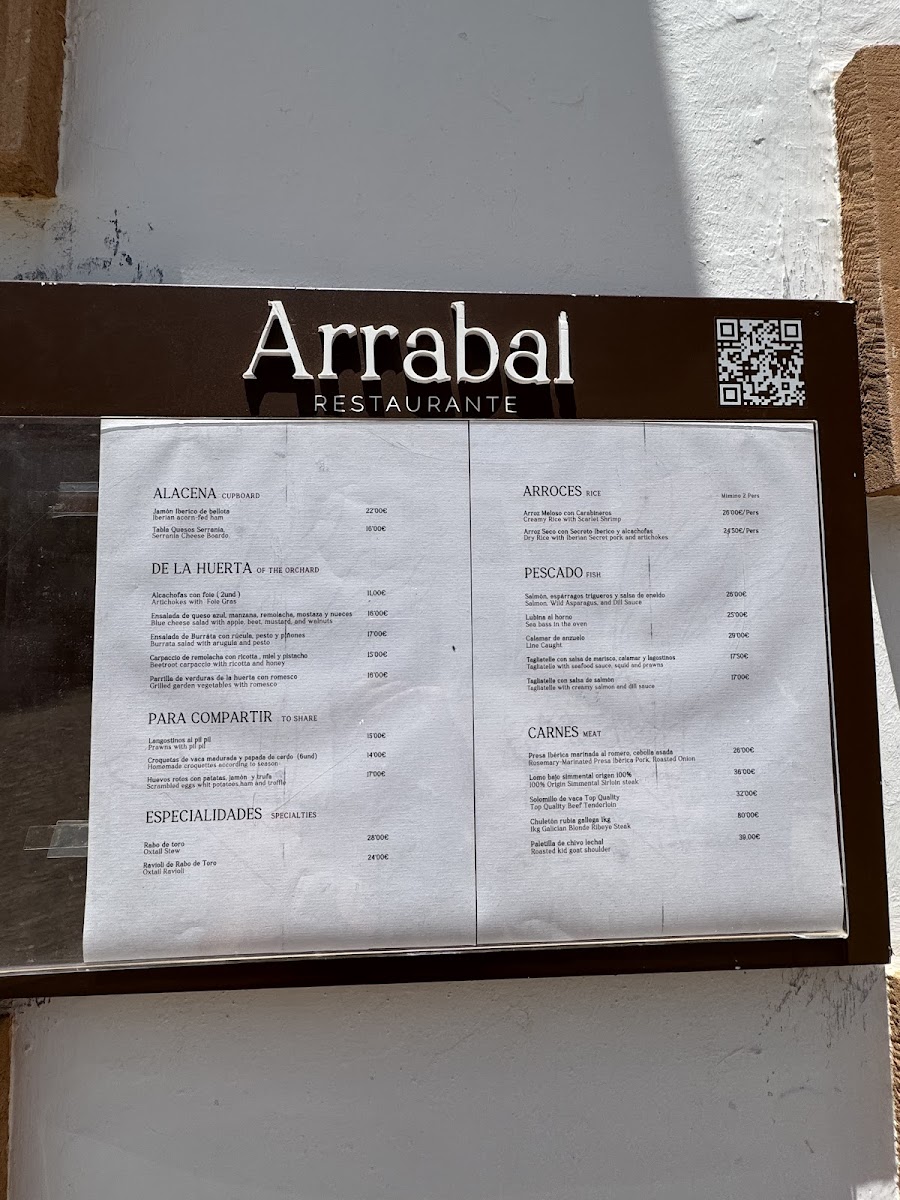 Arrabal
RESTAURANTE
ALACENA CUPBOARD
Jamón Iberico de bellota 22'00€
Iberian acorn-fed ham
Tabla Quesos Serranía, 16'00€
Serranía Cheese Boardo.
DE LA HUERTA OF THE ORCHARD
Alcachofas con foie ( 2und ) 11,00€
Artichokes with Foie Gras
Ensalada de queso azul, manzana, remolacha, mostaza y nueces 16'00€
Blue cheese salad with apple, beet, mustard, and walnuts
Ensalada de Burráta con rúcula, pesto y piñones 17'00€
Burrata salad with arugula and pesto
Carpaccio de remolacha con ricotta , miel y pistacho 15'00€
Beetroot carpaccio with ricotta and honey
Parrilla de verduras de la huerta con romesco 16'00€
Grilled garden vegetables with romesco
PARA COMPARTIR TO SHARE
Langostinos al pil pil 15'00€
Prawns with pil pil
Croquetas de vaca madurada y papada de cerdo (6und) 14'00€
Homemade croquettes according to season
Huevos rotos con patatas, jamón y trufa 17'00€
Scrambled eggs whit potatoes,ham and truffle
ESPECIALIDADES SPECIALTIES
Rabo de toro 28'00€
Oxtail Stew
Ravioli de Rabo de Toro 24'00€
Oxtail Ravioli
ARROCES RICE Mimimo 2 Pers
Arroz Meloso con Carabineros 26'00€/Pers
Creamy Rice with Scarlet Shrimp
Arroz Seco con Secreto Iberico y alcachofas 24'50€/Pers
Dry Rice with Iberian Secret pork and artichokes
PESCADO FISH
Salmón, espárragos trigueros y salsa de eneldo 26'00€
Salmon, Wild Asparagus, and Dill Sauce
Lubina al horno 25'00€
Sea bass in the oven
Calamar de anzuelo 29'00€
Line Caught
Tagliatelle con salsa de marisco, calamar y lagostinos 17'50€
Tagliatelle with seafood sauce, squid and prawns
Tagliatelle con salsa de salmón 17'00€
Tagliatelle with creamy salmon and dill sauce
CARNES MEAT
Presa Ibérica marinada al romero, cebolla asada 26'00€
Rosemary-Marinated Presa Ibérica Pork, Roasted Onion
Lomo bajo simmental origen 100% 36'00€
100% Origin Simmental Sirloin steak
Solomillo de vaca Top Quality 32'00€
Top Quality Beef Tenderloin
Chuletón rubia gallega 1kg 80'00€
1kg Galician Blonde Ribeye Steak
Paletilla de chivo lechal 39,00€
Roasted kid goat shoulder